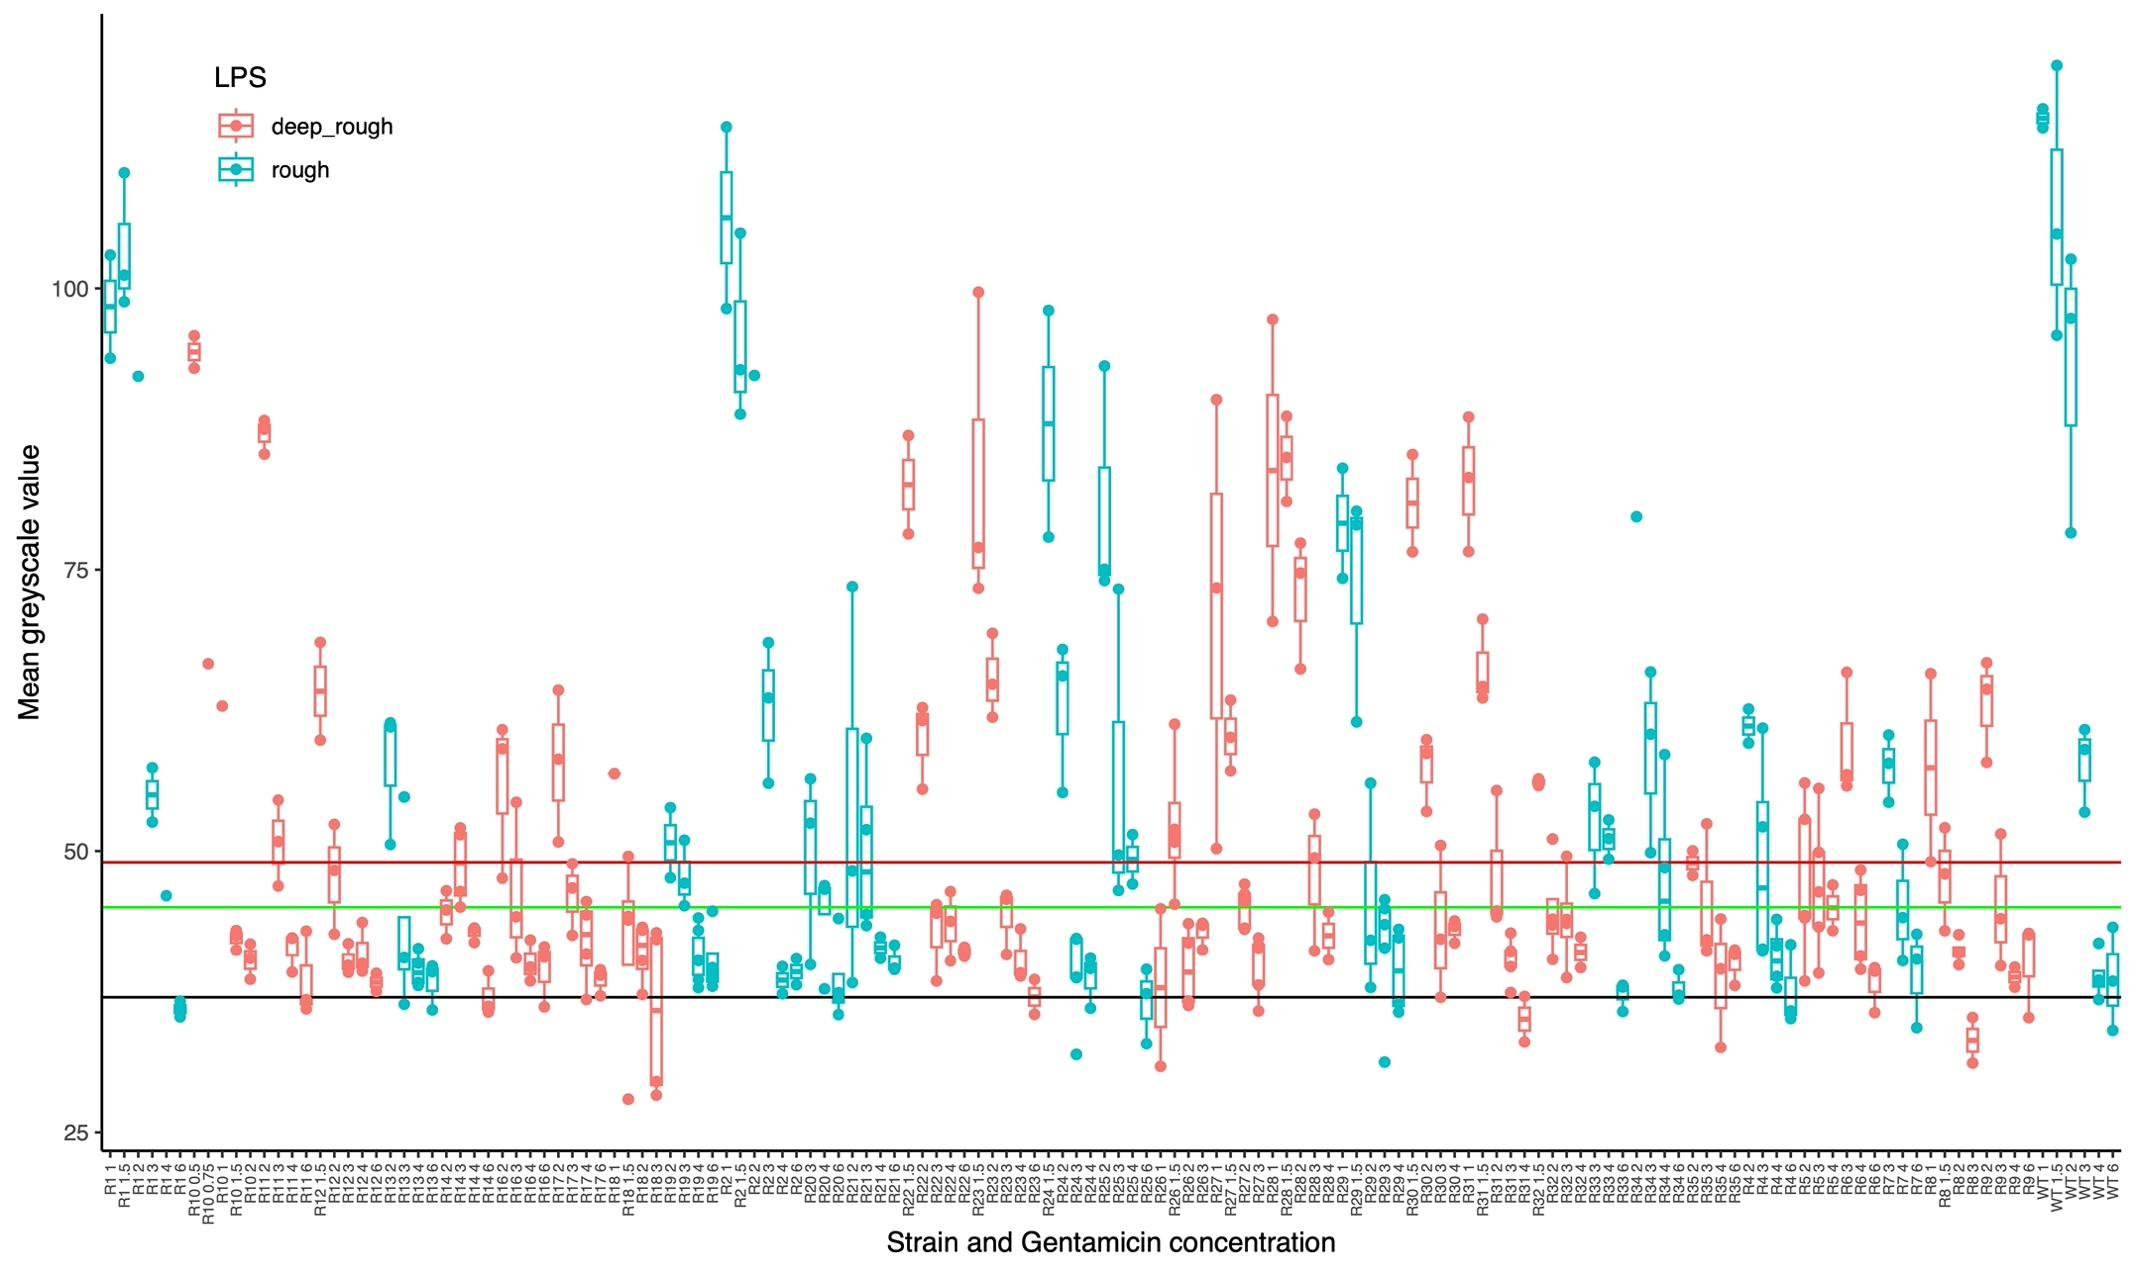 LPS
deep_rough
rough
Mean greyscale value
100
75
50
25
R1 1
R1 1.5
R1 2
R1 3
R1 4
R1 6
R10 0.5
R10 0.75
R10 1
R10 1.5
R10 2
R11 2
R11 3
R11 4
R11 6
R12 1.5
R12 2
R12 3
R12 4
R12 6
R13 2
R13 3
R13 4
R13 6
R14 2
R14 3
R14 4
R14 6
R16 2
R16 3
R16 4
R16 6
R17 2
R17 3
R17 4
R17 6
R18 1
R18 1.5
R18 2
R18 3
R19 2
R19 3
R19 4
R19 6
R2 1
R2 1.5
R2 2
R2 3
R2 4
R2 6
R20 3
R20 4
R20 6
R21 2
R21 3
R21 4
R21 6
R22 1.5
R22 2
R22 3
R22 4
R22 6
R23 1.5
R23 2
R23 3
R23 4
R23 6
R24 1.5
R24 2
R24 3
R24 4
R25 2
R25 3
R25 4
R25 6
R26 1
R26 1.5
R26 2
R26 3
R27 1
R27 1.5
R27 2
R27 3
R28 1
R28 1.5
R28 2
R28 3
R28 4
R29 1
R29 1.5
R29 2
R29 3
R29 4
R30 1.5
R30 2
R30 3
R30 4
R31 1
R31 1.5
R31 2
R31 3
R31 4
R32 1.5
R32 2
R32 3
R32 4
R33 3
R33 4
R33 6
R34 2
R34 3
R34 4
R34 6
R35 2
R35 3
R35 4
R35 6
R4 2
R4 3
R4 4
R4 6
R5 2
R5 3
R5 4
R6 3
R6 4
R6 6
R7 3
R7 4
R7 6
R8 1
R8 1.5
R8 2
R8 3
R9 2
R9 3
R9 4
R9 6
WT 1
WT 1.5
WT 2
WT 3
WT 4
WT 6
Strain and Gentamicin concentration